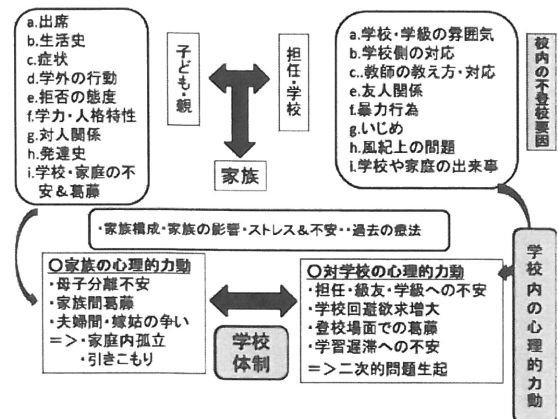 a.出席
b.生活史
c.症状
d.学外の行動
e.拒否の態度
f.学力・人格特性
g.対人関係
h.発達史
i.学校・家庭の不
安&葛藤
子ども・親
担任・学校
家族
a.学校・学級の雰囲気
b.学校側の対応
c..教師の教え方・対応
e.友人関係
f.暴力行為
g.いじめ
h.風紀上の問題
i.学校や家庭の出来事
校内の不登校要因
・家族構成・家族の影響・ストレス&不安・・過去の療法
〇家族の心理的力動
・母子分離不安
・家族間葛藤
・夫婦間・嫁姑の争い
=>・家庭内孤立
・引きこもり
学校
体制
〇対学校の心理的力動
・担任・級友・学級への不安
・学校回避欲求増大
・登校場面での葛藤
・学習遅滞への不安
=>二次的問題生起
学校内の心理的力動